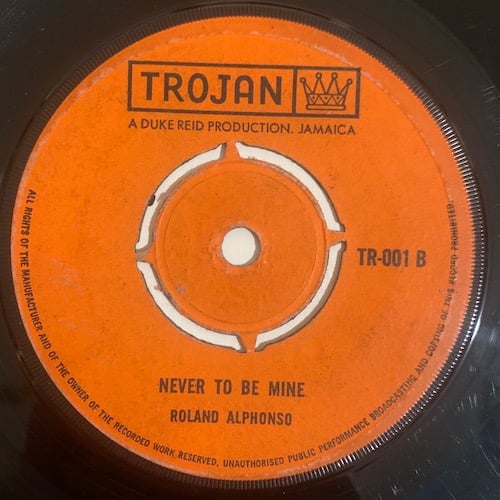 TROJAN
A DUKE REID PRODUCTION. JAMAICA
TR-001 B
NEVER TO BE MINE
ROLAND ALPHONSO
ALL RIGHTS OF THE MANUFACTURER AND OF THE OWNER OF THE RECORDED WORK RESERVED. UNAUTHORISED PUBLIC PERFORMANCE BROADCASTING AND COPYING OF THIS RECORD PROHIBITED.